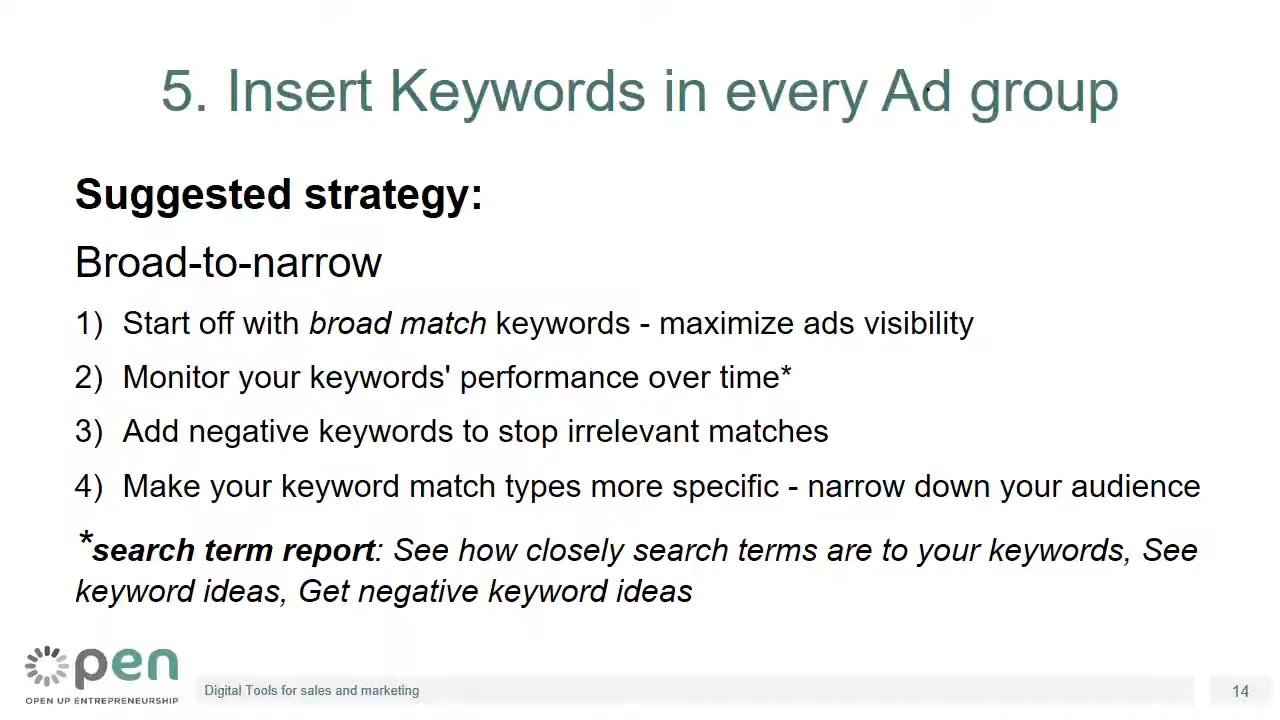 5. Insert Keywords in every Ad group
Suggested strategy:
Broad-to-narrow
1) Start off with broad match keywords - maximize ads visibility
2) Monitor your keywords' performance over time*
3) Add negative keywords to stop irrelevant matches
4) Make your keyword match types more specific - narrow down your audience
*search term report: See how closely search terms are to your keywords, See
keyword ideas, Get negative keyword ideas
open
OPEN UP ENTREPRENEURSHIP
Digital Tools for sales and marketing
14